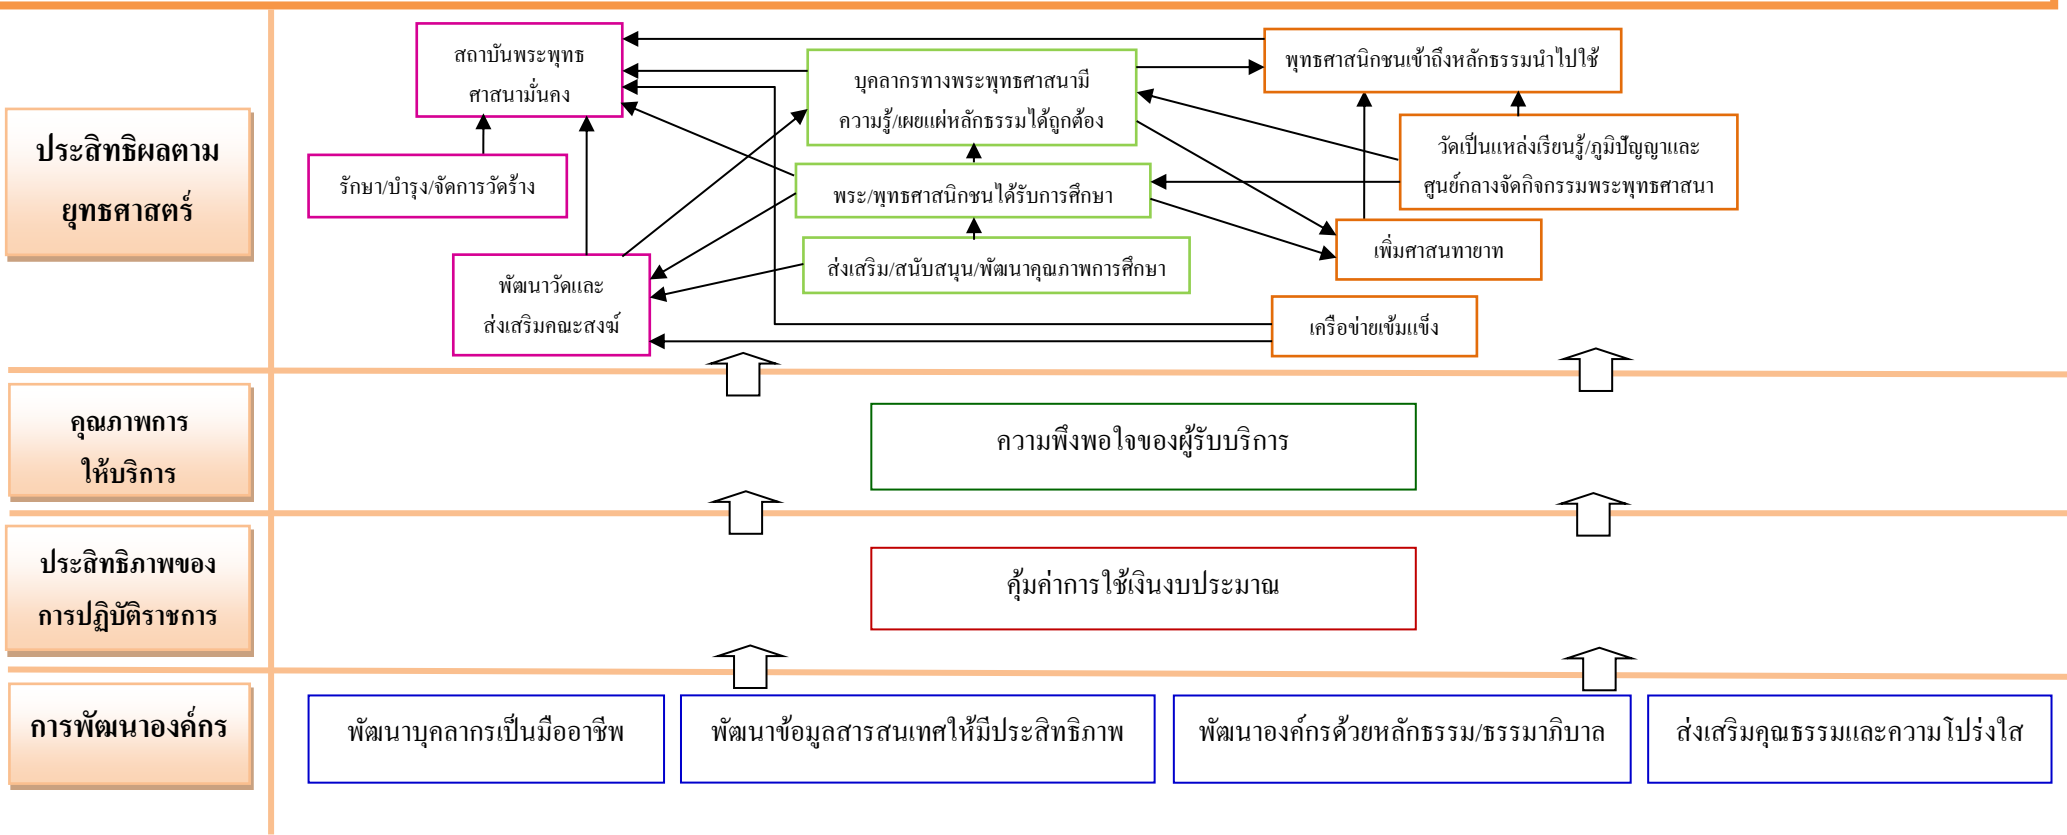 ประสิทธิผลตาม
ยุทธศาสตร์
สถาบันพระพุทธ
ศาสนามั่นคง
บุคลากรทางพระพุทธศาสนามี
ความรู้/เผยแผ่หลักธรรมได้ถูกต้อง
พุทธศาสนิกชนเข้าถึงหลักธรรมนำไปใช้
รักษา/บำรุง/จัดการวัดร้าง
พระ/พุทธศาสนิกชนได้รับการศึกษา
วัดเป็นแหล่งเรียนรู้/ภูมิปัญญาและ
ศูนย์กลางจัดกิจกรรมพระพุทธศาสนา
เพิ่มศาสนทายาท
พัฒนาวัดและ
ส่งเสริมคณะสงฆ์
ส่งเสริม/สนับสนุน/พัฒนาคุณภาพการศึกษา
เครือข่ายเข้มแข็ง
คุณภาพการ
ให้บริการ
ความพึงพอใจของผู้รับบริการ
ประสิทธิภาพของ
การปฏิบัติราชการ
คุ้มค่าการใช้เงินงบประมาณ
การพัฒนาองค์กร
พัฒนาบุคลากรเป็นมืออาชีพ
พัฒนาข้อมูลสารสนเทศให้มีประสิทธิภาพ
พัฒนาองค์กรด้วยหลักธรรม/ธรรมาภิบาล
ส่งเสริมคุณธรรมและความโปร่งใส